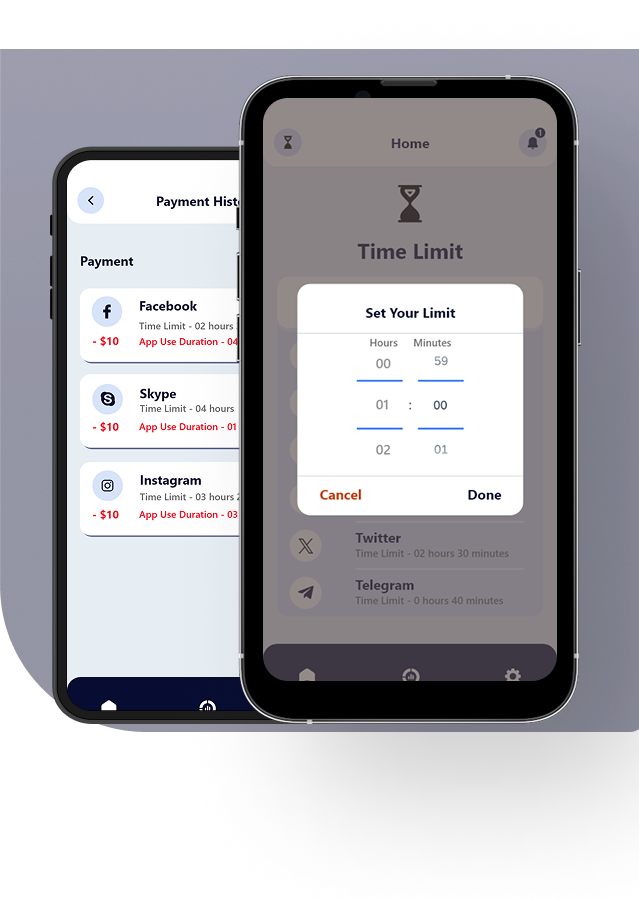 Payment Hist
Payment
Facebook
Time Limit - 02 hours
- $10
App Use Duration - 04
Skype
Time Limit - 04 hours
- $10
App Use Duration - 01
Instagram
Time Limit - 03 hours 2
- $10
App Use Duration - 03
Home
1
Time Limit
Set Your Limit
Hours Minutes
00 59
01 : 00
02 01
Cancel Done
Twitter
Time Limit - 02 hours 30 minutes
Telegram
Time Limit - 0 hours 40 minutes